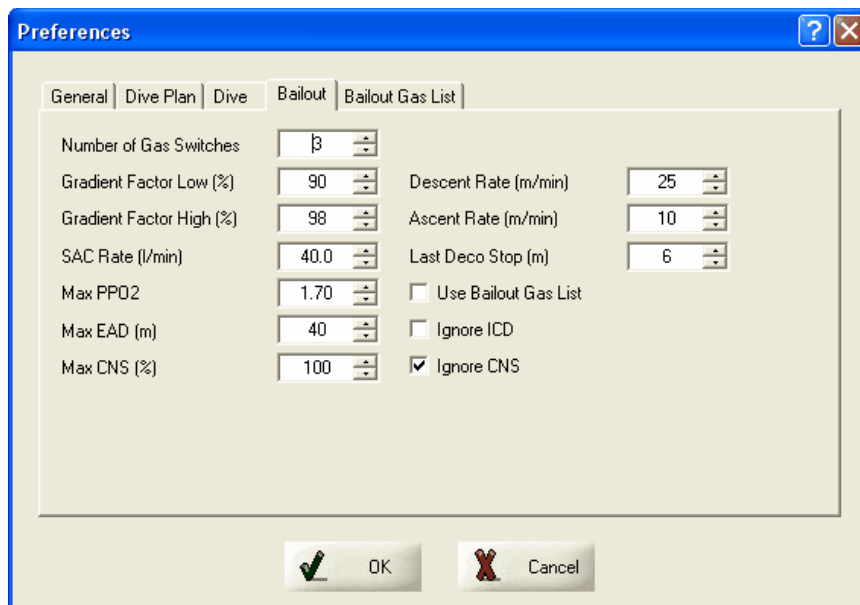 Preferences
General Dive Plan Dive Bailout Bailout Gas List
Number of Gas Switches 3
Gradient Factor Low (%) 90 Descent Rate (m/min) 25
Gradient Factor High (%) 98 Ascent Rate (m/min) 10
SAC Rate (l/min) 40.0 Last Deco Stop (m) 6
Max PPO2 1.70 Use Bailout Gas List
Max EAD (m) 40 Ignore ICD
Max CNS (%) 100 Ignore CNS
OK Cancel